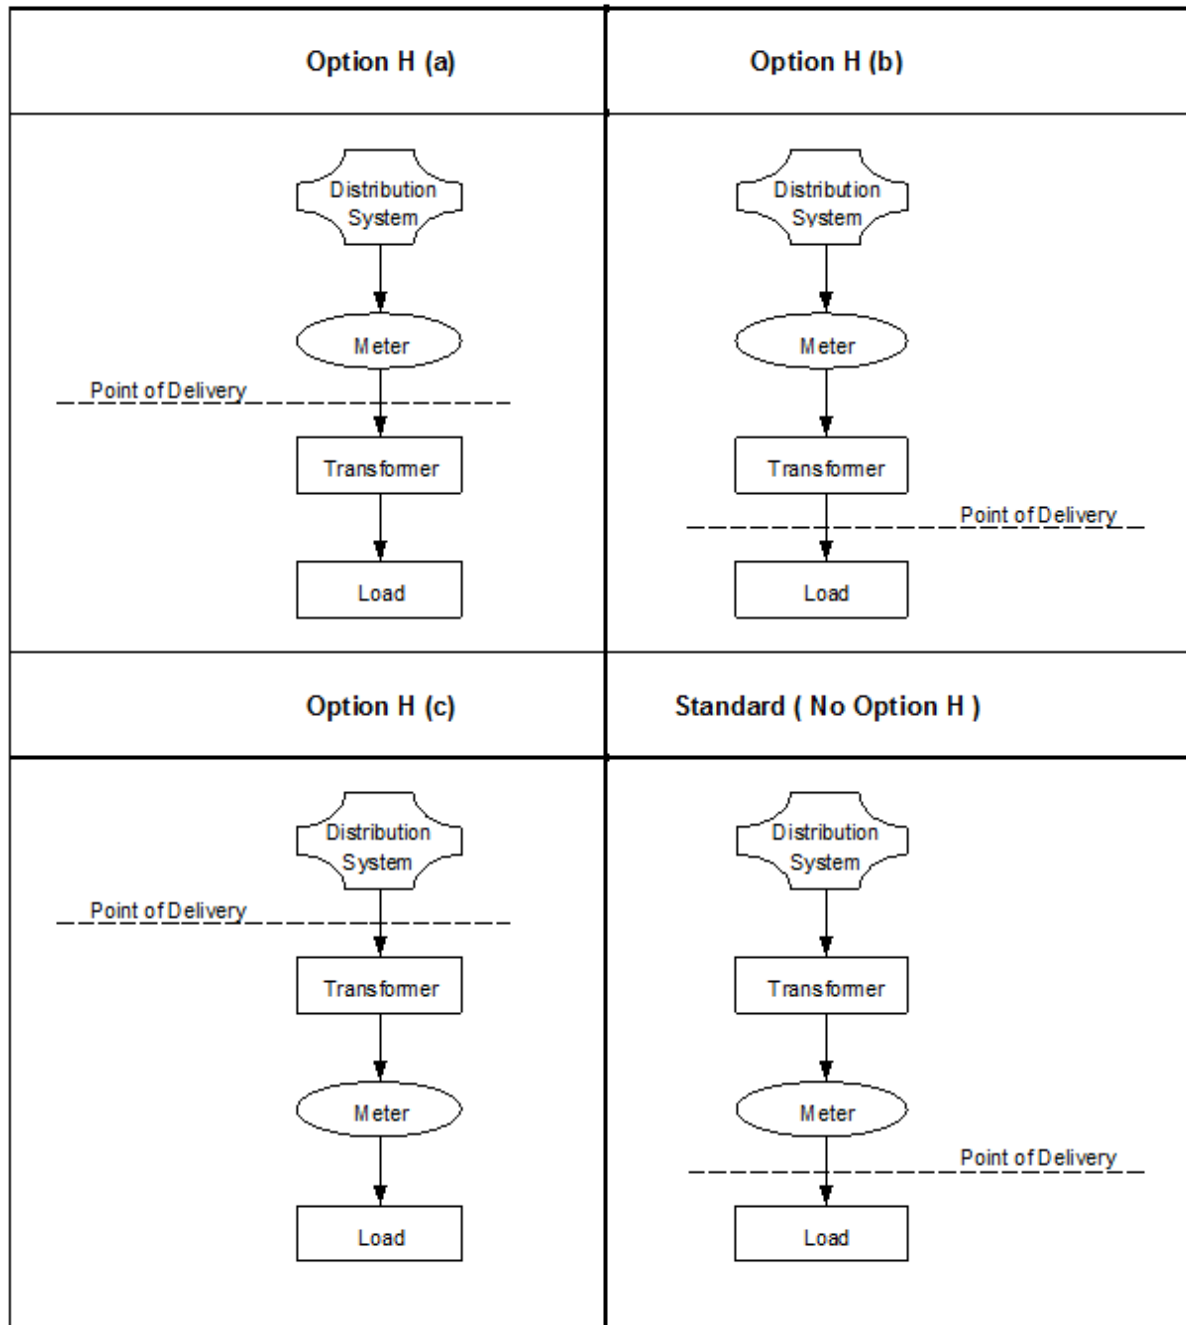 Option H (a)
Option H (b)
Distribution
System
Meter
Point of Delivery
Transformer
Load
Distribution
System
Meter
Transformer
Point of Delivery
Load
Option H (c)
Standard ( No Option H )
Distribution
System
Point of Delivery
Transformer
Meter
Load
Distribution
System
Transformer
Meter
Point of Delivery
Load